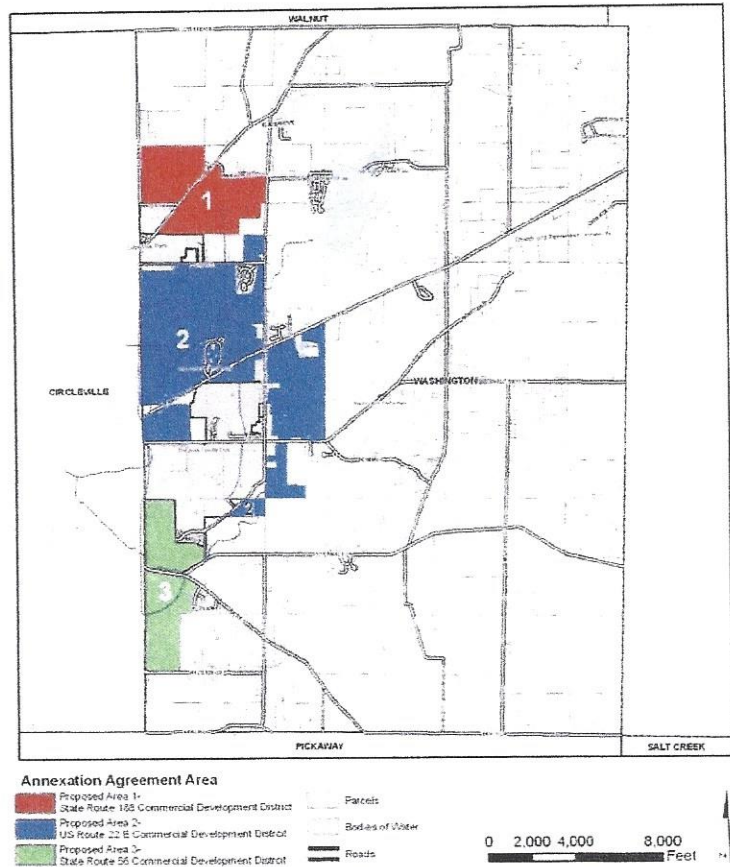 WALNUT
1
2
CIRCLEVILLE
WASHINGTON
2
3
PICKAWAY
SALT CREEK
Annexation Agreement Area
Proposed Area 1-
State Route 188 Commercial Development District
Proposed Area 2-
US Route 22 E Commercial Development District
Proposed Area 3-
State Route 56 Commercial Development District
Parcels
Bodies of Water
Roads
0 2,000 4,000 8,000
Feet